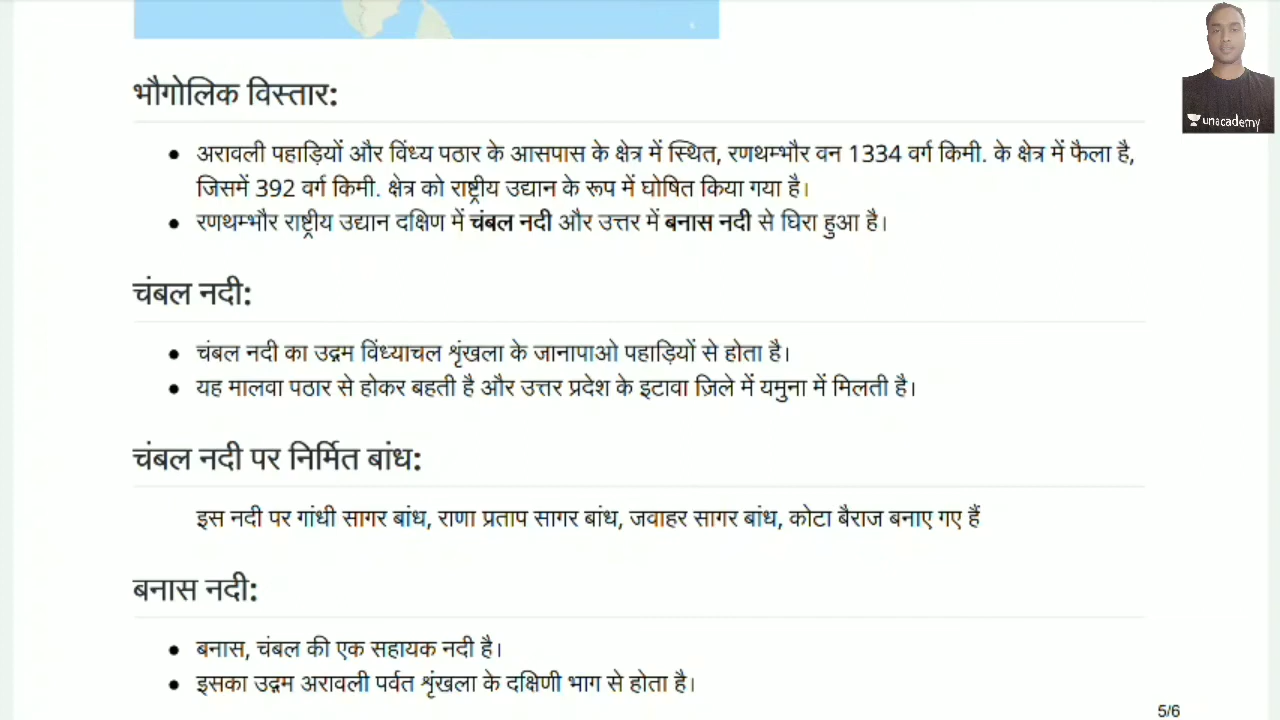 unacademy
भौगोलिक विस्तार:
• अरावली पहाड़ियों और विंध्य पठार के आसपास के क्षेत्र में स्थित, रणथम्भौर वन 1334 वर्ग किमी. के क्षेत्र में फैला है,
जिसमें 392 वर्ग किमी. क्षेत्र को राष्ट्रीय उद्यान के रूप में घोषित किया गया है।
• रणथम्भौर राष्ट्रीय उद्यान दक्षिण में चंबल नदी और उत्तर में बनास नदी से घिरा हुआ है।
चंबल नदी:
• चंबल नदी का उद्गम विंध्याचल शृंखला के जानापाओ पहाड़ियों से होता है।
• यह मालवा पठार से होकर बहती है और उत्तर प्रदेश के इटावा ज़िले में यमुना में मिलती है।
चंबल नदी पर निर्मित बांध:
इस नदी पर गांधी सागर बांध, राणा प्रताप सागर बांध, जवाहर सागर बांध, कोटा बैराज बनाए गए हैं
बनास नदी:
• बनास, चंबल की एक सहायक नदी है।
• इसका उद्गम अरावली पर्वत शृंखला के दक्षिणी भाग से होता है।
5/6